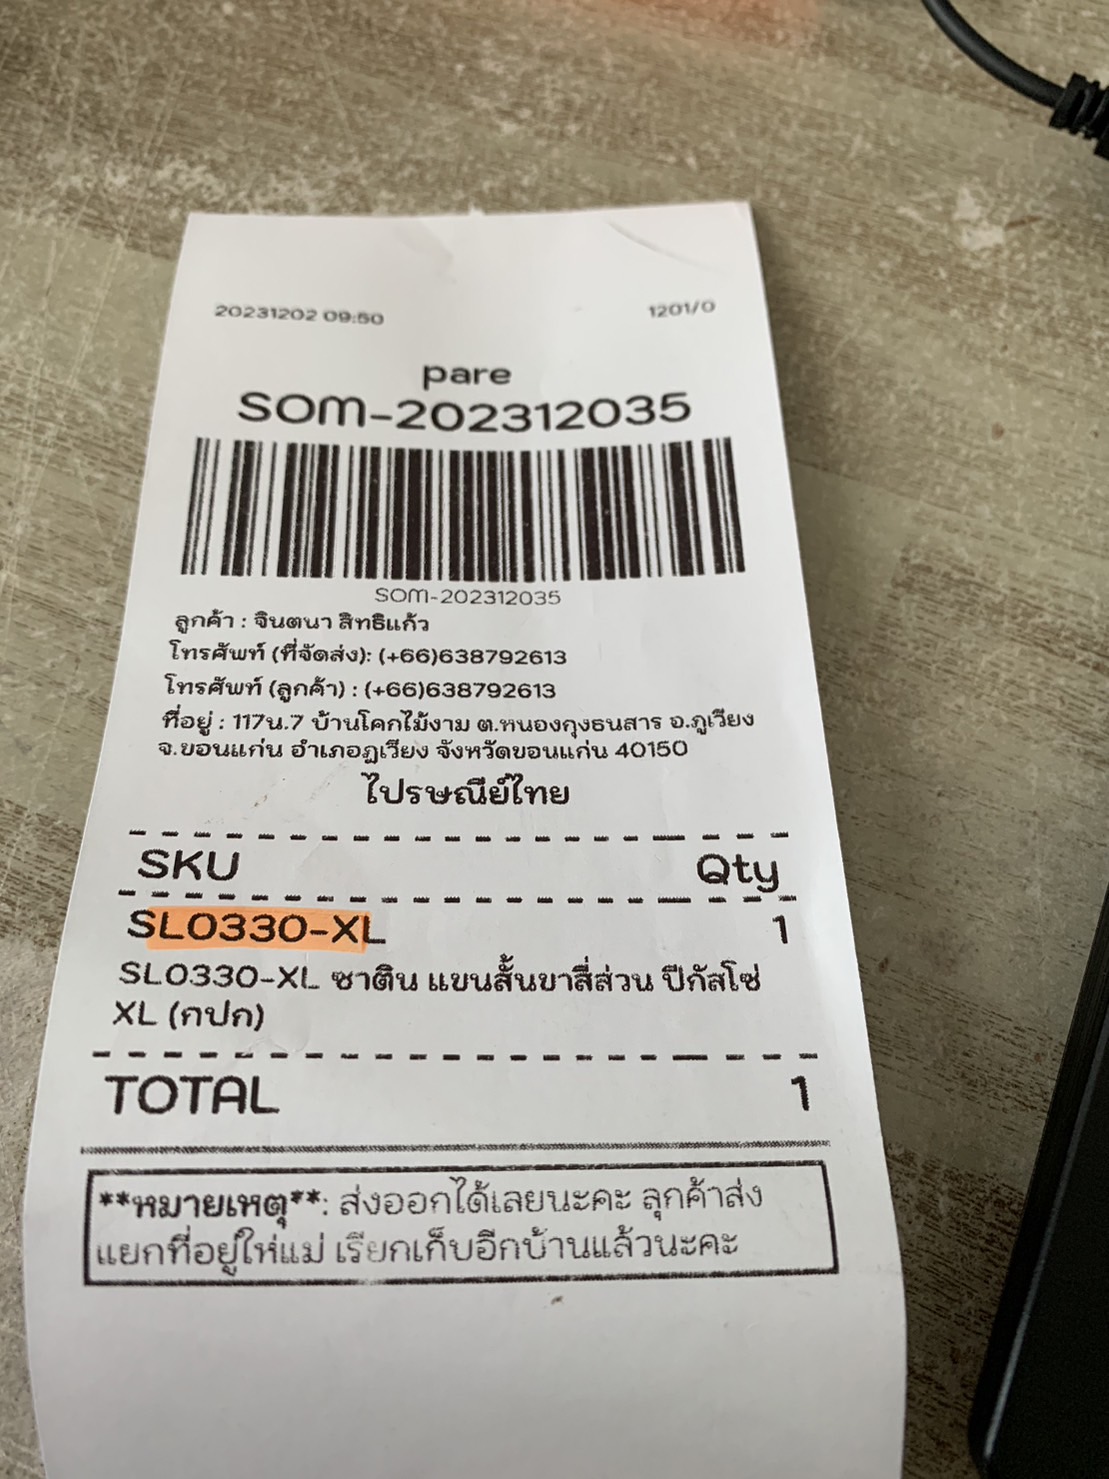 20231202 09:50 1201/0
pare
SOM-202312035
SOM-202312035
ลูกค้า : จินตนา สิทธิแก้ว
โทรศัพท์ (ที่จัดส่ง): (+66)638792613
โทรศัพท์ (ลูกค้า) : (+66)638792613
ที่อยู่ : 117น.7 บ้านโคกไม้งาม ต.หนองกุงธนสาร อ.ภูเวียง
จ.ขอนแก่น อำเภอภูเวียง จังหวัดขอนแก่น 40150
ไปรษณีย์ไทย
SKU Qty
SL0330-XL 1
SL0330-XL ซาติน แขนสั้นขาสี่ส่วน ปีกัสโซ่
XL (กปก)
TOTAL 1
**หมายเหตุ**: ส่งออกได้เลยนะคะ ลุกค้าส่ง
แยกที่อยู่ให่แม่ เรียกเก็บอีกบ้านแล้วนะคะ